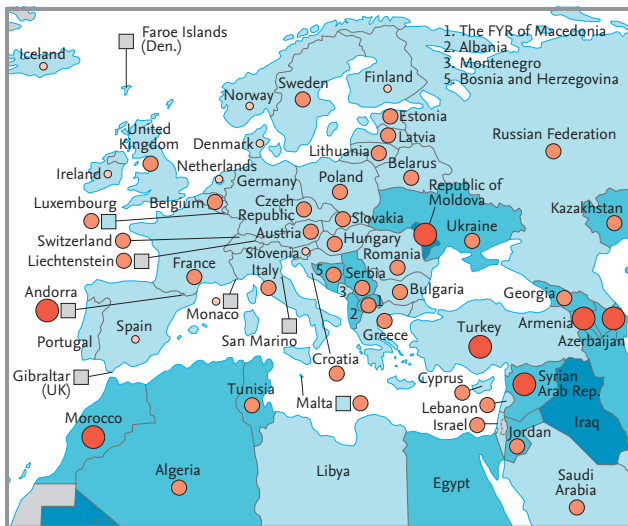 Iceland
Faroe Islands
(Den.)
1. The FYR of Macedonia
2. Albania
3. Montenegro
5. Bosnia and Herzegovina
Norway
Sweden
Finland
Estonia
Latvia
Lithuania
Russian Federation
United
Kingdom
Denmark
Ireland
Netherlands
Belarus
Germany
Poland
Republic of
Moldova
Luxembourg
Belgium
Czech
Republic
Slovakia
Kazakhstan
Switzerland
Austria
Ukraine
Liechtenstein
Hungary
France
Slovenia
Romania
Italy
Serbia
5
Andorra
Monaco
3
1
2
Bulgaria
Georgia
Portugal
Spain
San Marino
Greece
Turkey
Armenia
Azerbaijan
Croatia
Gibraltar
(UK)
Tunisia
Malta
Cyprus
Syrian
Arab Rep.
Lebanon
Israel
Iraq
Morocco
Jordan
Algeria
Libya
Egypt
Saudi
Arabia